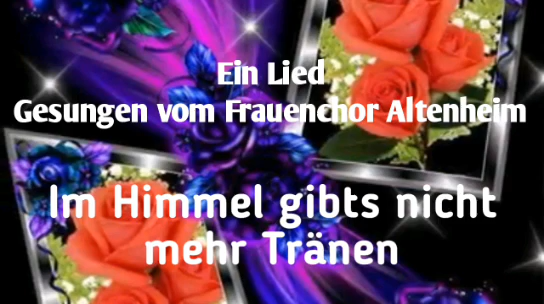 Ein Lied
Gesungen vom Frauenchor Altenheim
Im Himmel gibts nicht
mehr Tränen